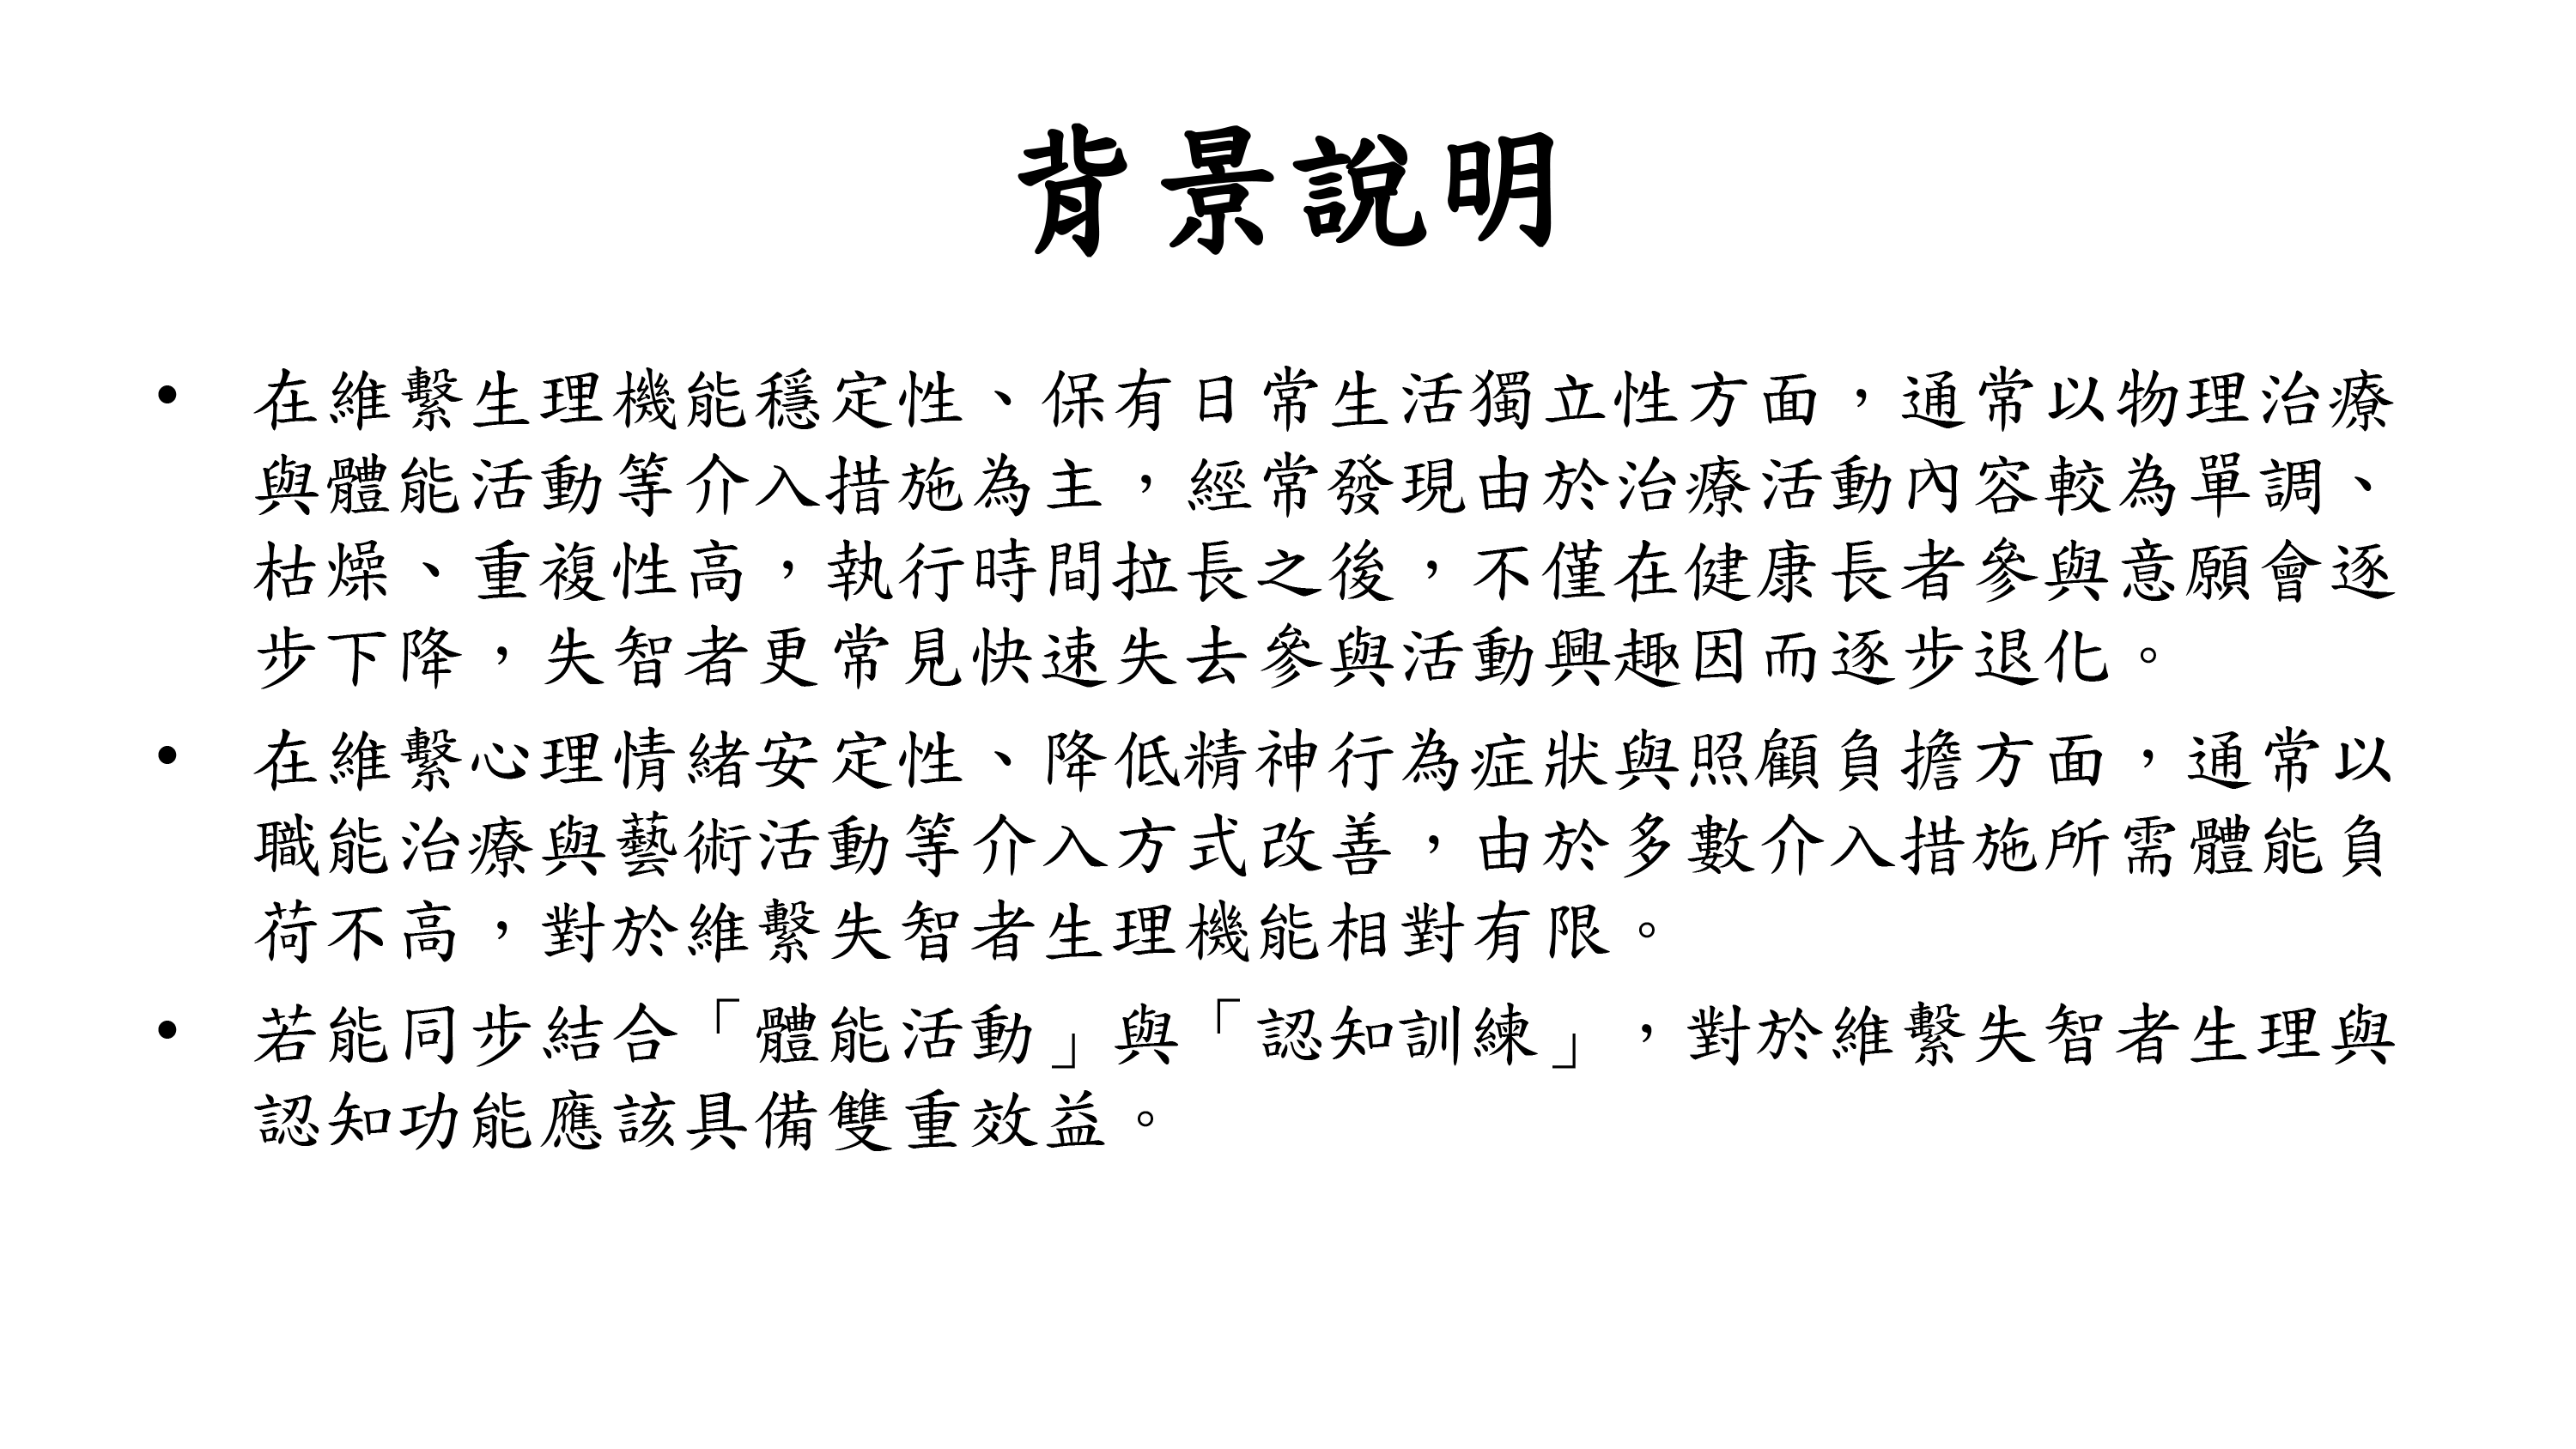 背景說明
• 在維繫生理機能穩定性、保有日常生活獨立性方面，通常以物理治療
與體能活動等介入措施為主，經常發現由於治療活動內容較為單調、
枯燥、重複性高，執行時間拉長之後，不僅在健康長者參與意願會逐
步下降，失智者更常見快速失去參與活動興趣因而逐步退化。
• 在維繫心理情緒安定性、降低精神行為症狀與照顧負擔方面，通常以
職能治療與藝術活動等介入方式改善，由於多數介入措施所需體能負
荷不高，對於維繫失智者生理機能相對有限。
• 若能同步結合「體能活動」與「認知訓練」，對於維繫失智者生理與
認知功能應該具備雙重效益。